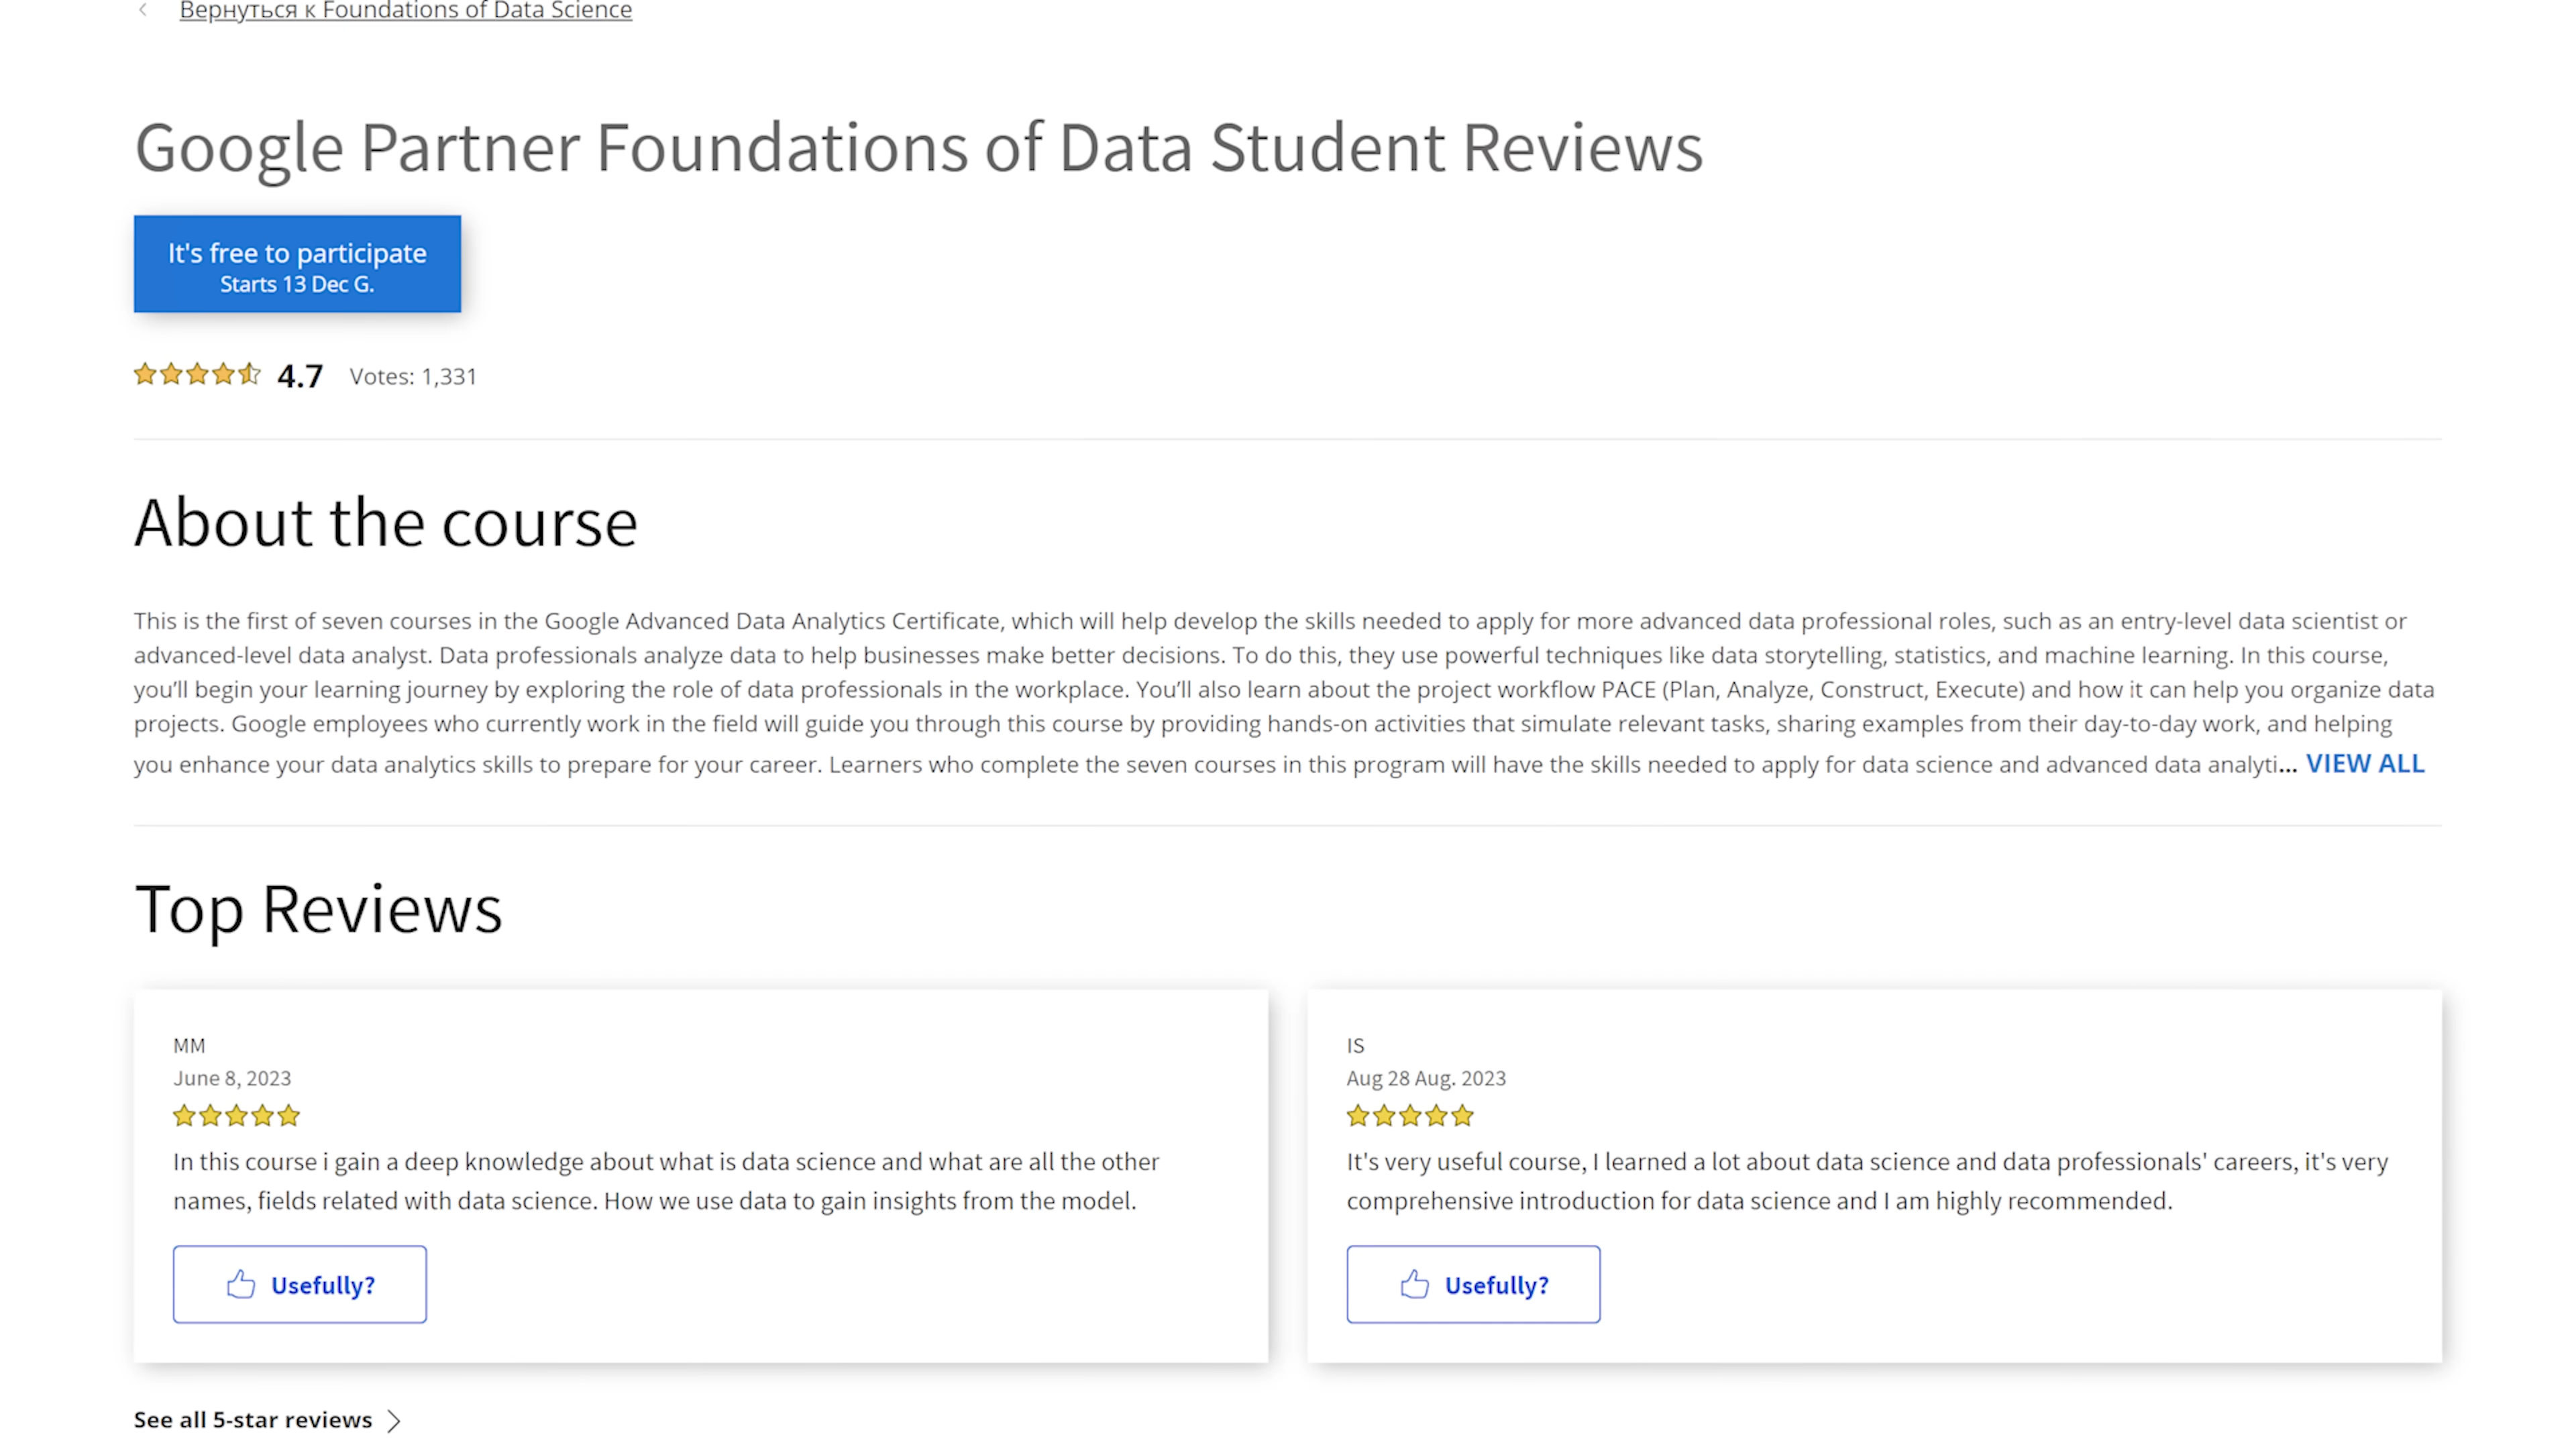 Вернуться к Foundations of Data Science
Google Partner Foundations of Data Student Reviews
It's free to participate
Starts 13 Dec G.
4.7 Votes: 1,331
About the course
This is the first of seven courses in the Google Advanced Data Analytics Certificate, which will help develop the skills needed to apply for more advanced data professional roles, such as an entry-level data scientist or
advanced-level data analyst. Data professionals analyze data to help businesses make better decisions. To do this, they use powerful techniques like data storytelling, statistics, and machine learning. In this course,
you’ll begin your learning journey by exploring the role of data professionals in the workplace. You’ll also learn about the project workflow PACE (Plan, Analyze, Construct, Execute) and how it can help you organize data
projects. Google employees who currently work in the field will guide you through this course by providing hands-on activities that simulate relevant tasks, sharing examples from their day-to-day work, and helping
you enhance your data analytics skills to prepare for your career. Learners who complete the seven courses in this program will have the skills needed to apply for data science and advanced data analyti... VIEW ALL
Top Reviews
MM
June 8, 2023
In this course i gain a deep knowledge about what is data science and what are all the other
names, fields related with data science. How we use data to gain insights from the model.
Usefully?
IS
Aug 28 Aug. 2023
It's very useful course, I learned a lot about data science and data professionals' careers, it's very
comprehensive introduction for data science and I am highly recommended.
Usefully?
See all 5-star reviews